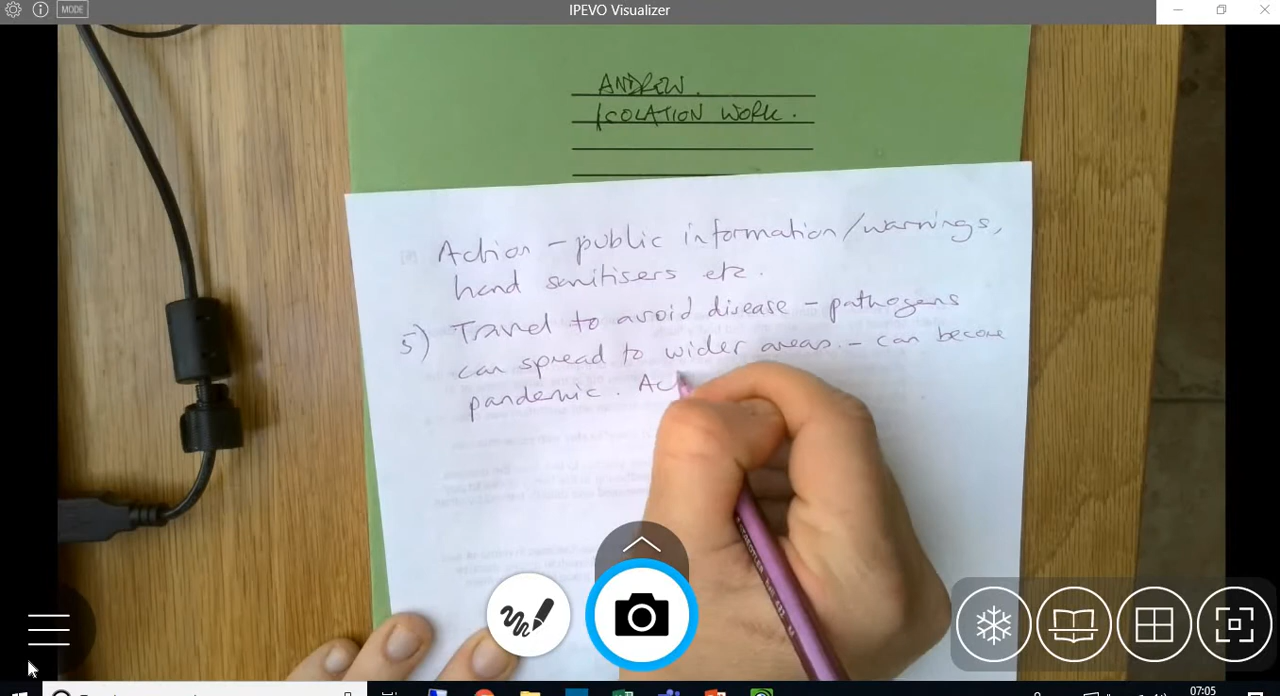 MODE
IPEVO Visualizer
ANDREW.
ISOLATION WORK.
Action – public information/warnings,
hand sanitisers etc.
5) Travel to avoid disease – pathogens
can spread to wider areas. – can become
pandemic. Act
07:05